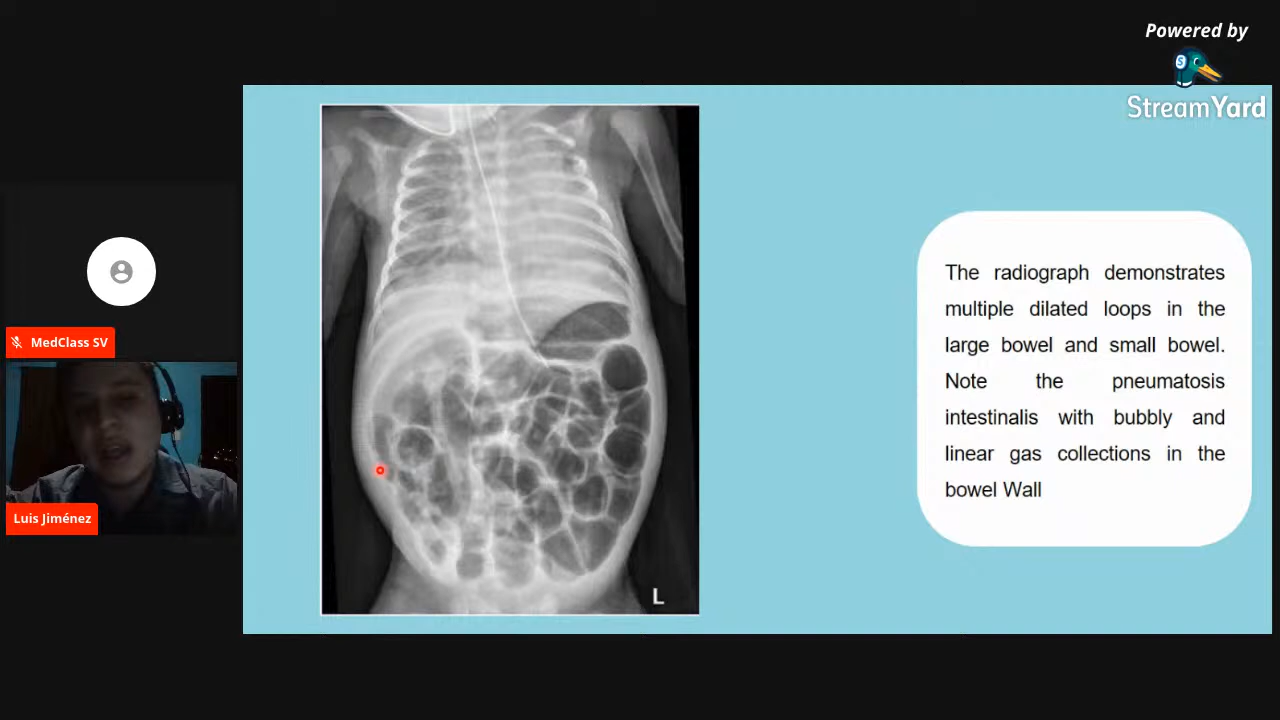 Powered by
StreamYard
MedClass SV
Luis Jiménez
The radiograph demonstrates
multiple dilated loops in the
large bowel and small bowel.
Note the pneumatosis
intestinalis with bubbly and
linear gas collections in the
bowel Wall
L